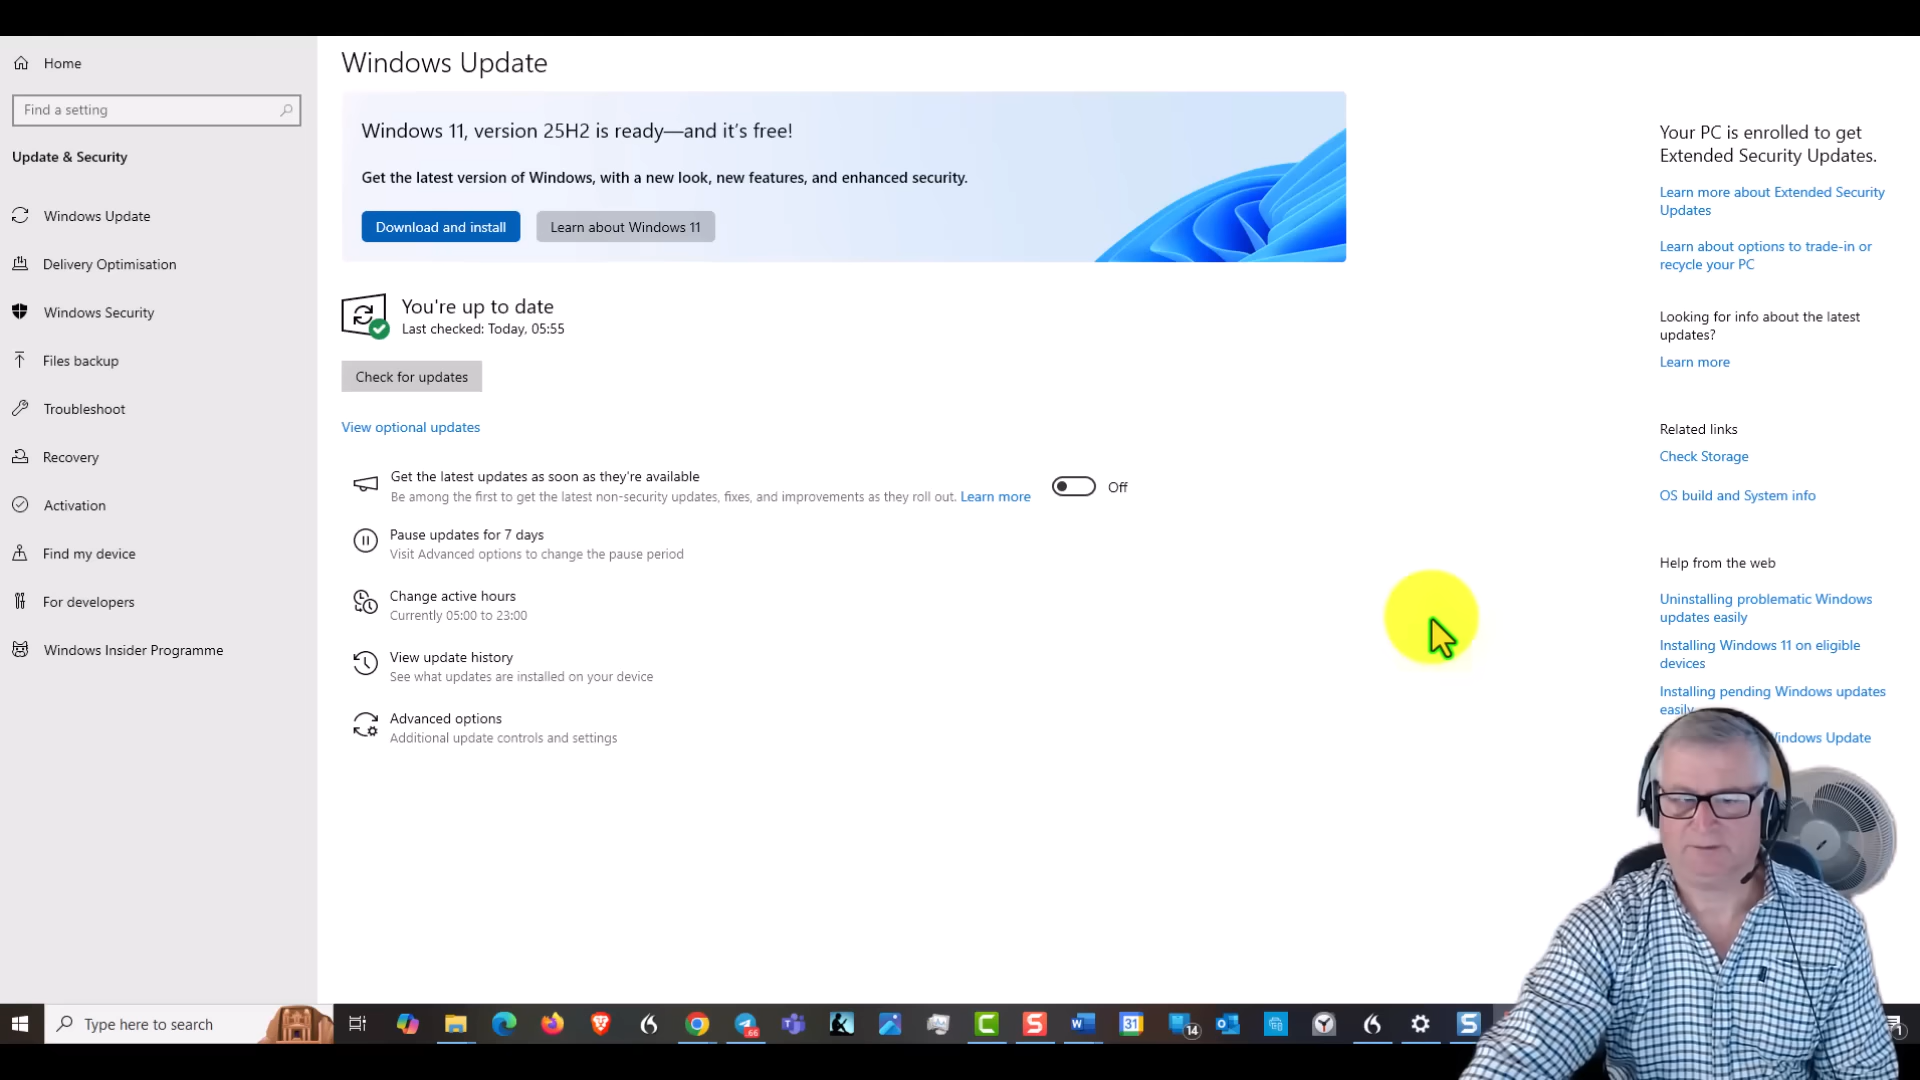 Home
Find a setting
Update & Security
Windows Update
Delivery Optimisation
Windows Security
Files backup
Troubleshoot
Recovery
Activation
Find my device
For developers
Windows Insider Programme
Windows Update
Windows 11, version 25H2 is ready—and it's free!
Get the latest version of Windows, with a new look, new features, and enhanced security.
Download and install
Learn about Windows 11
You're up to date
Last checked: Today, 05:55
Check for updates
View optional updates
Get the latest updates as soon as they're available
Be among the first to get the latest non-security updates, fixes, and improvements as they roll out. Learn more
Off
Pause updates for 7 days
Visit Advanced options to change the pause period
Change active hours
Currently 05:00 to 23:00
View update history
See what updates are installed on your device
Advanced options
Additional update controls and settings
Your PC is enrolled to get
Extended Security Updates.
Learn more about Extended Security
Updates
Learn about options to trade-in or
recycle your PC
Looking for info about the latest
updates?
Learn more
Related links
Check Storage
OS build and System info
Help from the web
Uninstalling problematic Windows
updates easily
Installing Windows 11 on eligible
devices
Installing pending Windows updates
easily
Windows Update
Type here to search
66
31
14
1